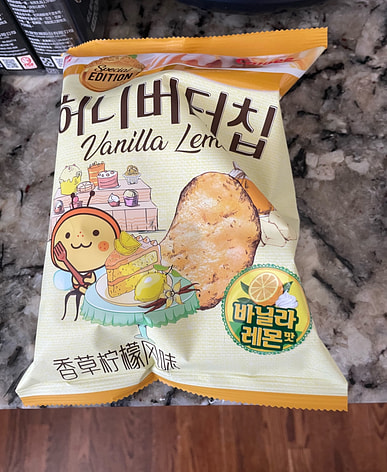 Special
EDITION
허니버터칩
Vanilla Lem
바닐라
레몬맛
香草柠檬风味